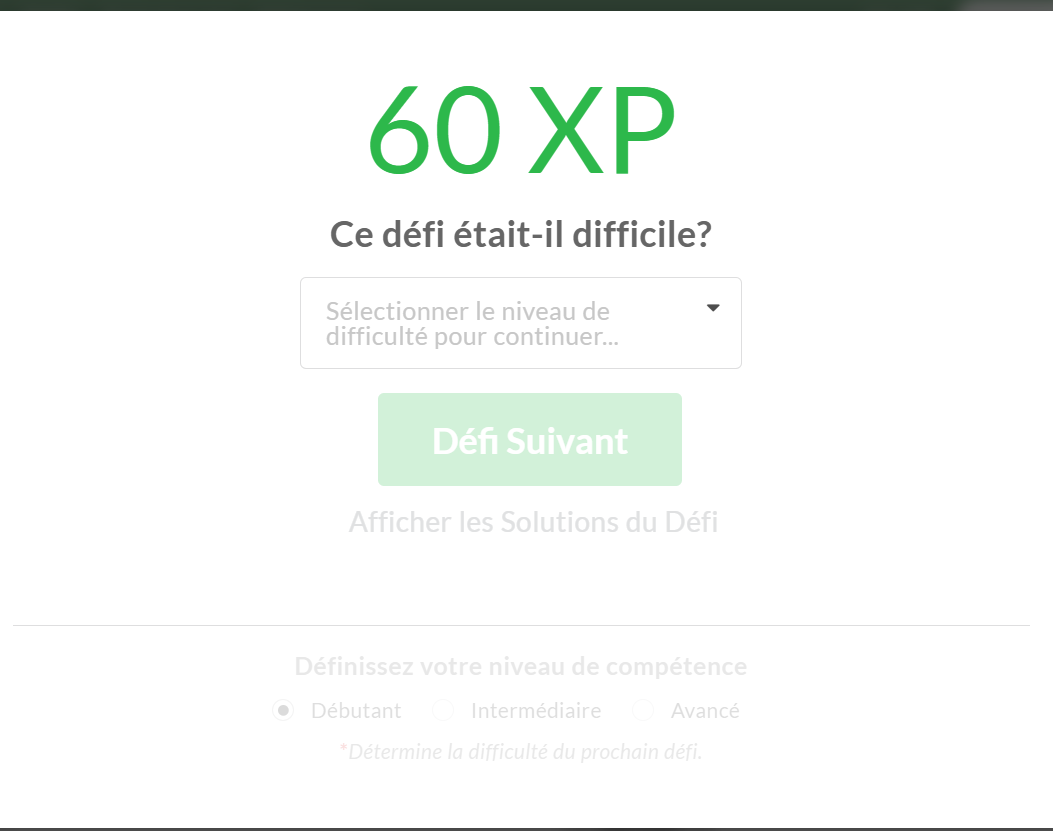 60 XP
Ce défi était-il difficile?
Sélectionner le niveau de
difficulté pour continuer...
Défi Suivant
Afficher les Solutions du Défi
Définissez votre niveau de compétence
Débutant Intermédiaire Avancé
*Détermine la difficulté du prochain défi.